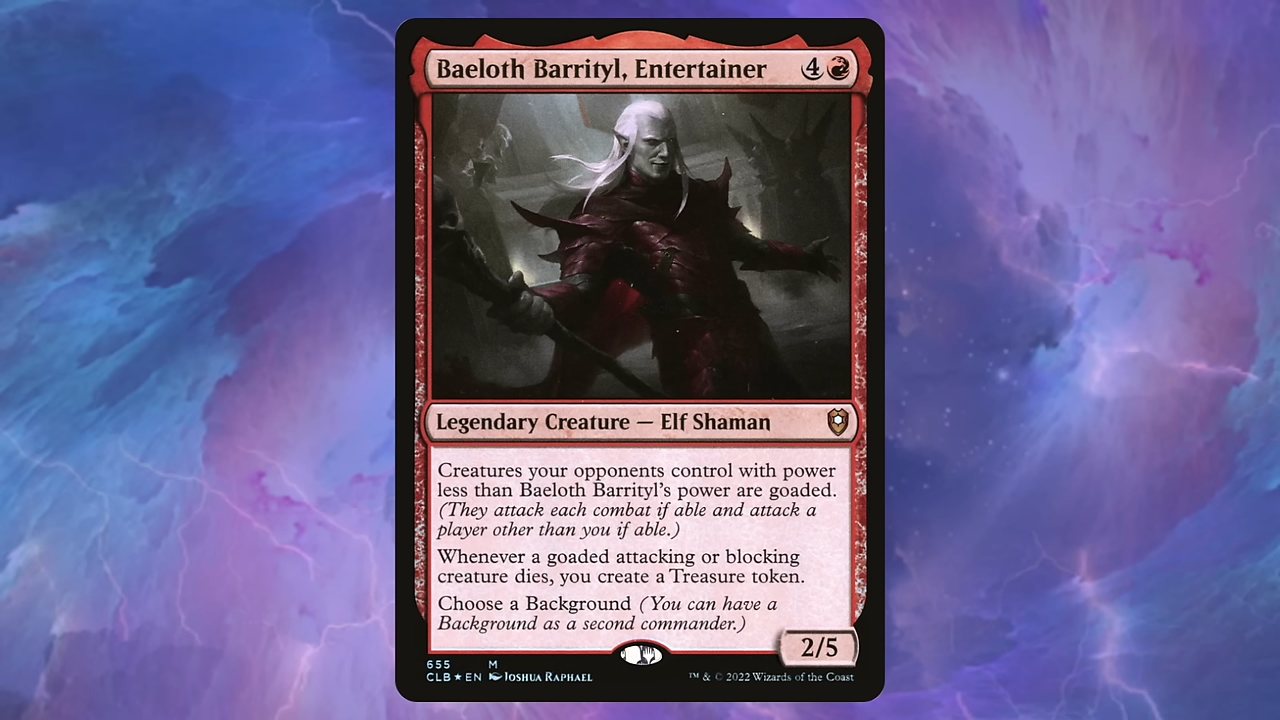 Baeloth Barrityl, Entertainer 4
Legendary Creature — Elf Shaman
Creatures your opponents control with power
less than Baeloth Barrityl's power are goaded.
(They attack each combat if able and attack a
player other than you if able.)
Whenever a goaded attacking or blocking
creature dies, you create a Treasure token.
Choose a Background (You can have a
Background as a second commander.)
2/5
655 M
CLB ★ EN Joshua Raphael
™ & © 2022 Wizards of the Coast